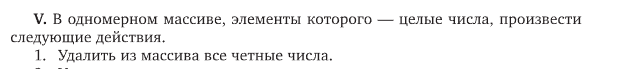 V. В одномерном массиве, элементы которого — целые числа, произвести
следующие действия.
1. Удалить из массива все четные числа.